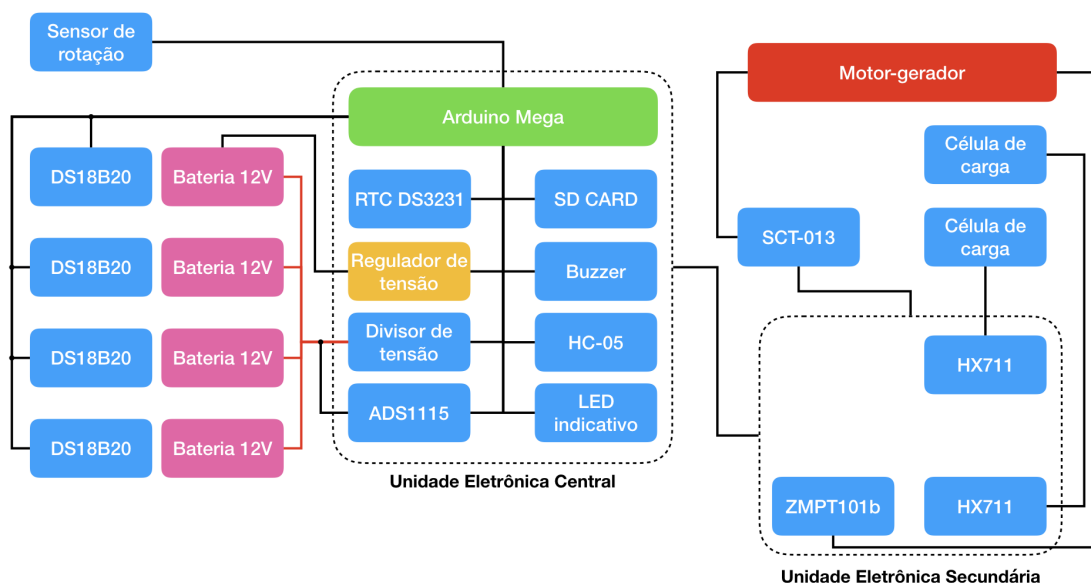 Sensor de
rotação
Motor-gerador
Arduino Mega
Célula de
carga
DS18B20
Bateria 12V
RTC DS3231
SD CARD
SCT-013
Célula de
carga
DS18B20
Bateria 12V
Regulador de
tensão
Buzzer
DS18B20
Bateria 12V
Divisor de
tensão
HC-05
HX711
DS18B20
Bateria 12V
ADS1115
LED
indicativo
Unidade Eletrônica Central
ZMPT101b
HX711
Unidade Eletrônica Secundária